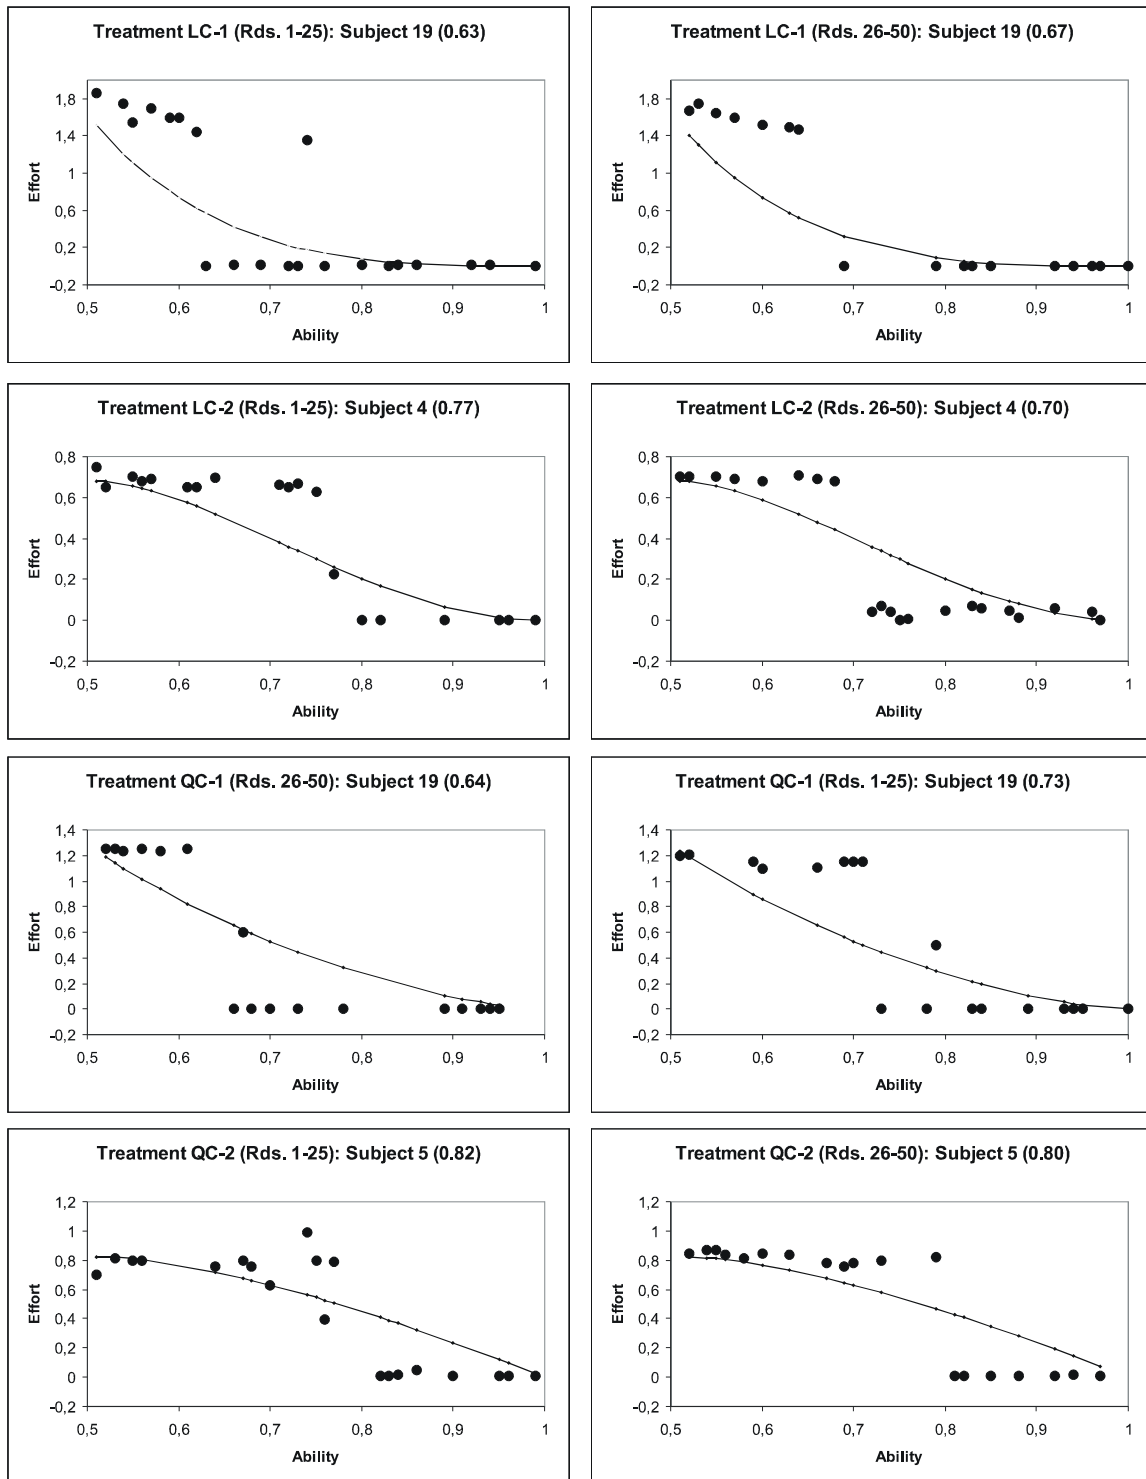 Treatment LC-1 (Rds. 1-25): Subject 19 (0.63)
1,8
1,4
1
0,6
0,2
-0,2
Effort
0,5 0,6 0,7 0,8 0,9 1
Ability
Treatment LC-1 (Rds. 26-50): Subject 19 (0.67)
1,8
1,4
1
0,6
0,2
-0,2
Effort
0,5 0,6 0,7 0,8 0,9 1
Ability
Treatment LC-2 (Rds. 1-25): Subject 4 (0.77)
0,8
0,6
0,4
0,2
0
-0,2
Effort
0,5 0,6 0,7 0,8 0,9 1
Ability
Treatment LC-2 (Rds. 26-50): Subject 4 (0.70)
0,8
0,6
0,4
0,2
0
-0,2
Effort
0,5 0,6 0,7 0,8 0,9 1
Ability
Treatment QC-1 (Rds. 26-50): Subject 19 (0.64)
1,4
1,2
1
0,8
0,6
0,4
0,2
0
-0,2
Effort
0,5 0,6 0,7 0,8 0,9 1
Ability
Treatment QC-1 (Rds. 1-25): Subject 19 (0.73)
1,4
1,2
1
0,8
0,6
0,4
0,2
0
-0,2
Effort
0,5 0,6 0,7 0,8 0,9 1
Ability
Treatment QC-2 (Rds. 1-25): Subject 5 (0.82)
1,2
1
0,8
0,6
0,4
0,2
0
-0,2
Effort
0,5 0,6 0,7 0,8 0,9 1
Ability
Treatment QC-2 (Rds. 26-50): Subject 5 (0.80)
1,2
1
0,8
0,6
0,4
0,2
0
-0,2
Effort
0,5 0,6 0,7 0,8 0,9 1
Ability